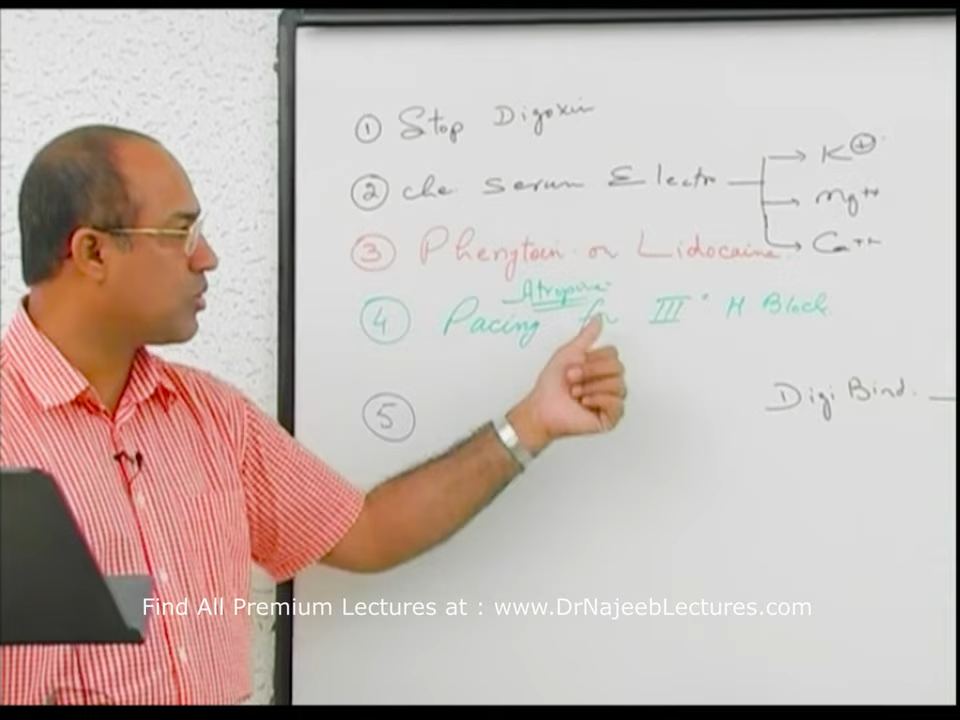 ① Stop Digoxin
② Che Serum Electro → K⊕
→ Mg++
→ Ca++
③ Phenytoin or Lidocaine
Atropine
④ Pacing for III° H Block
⑤
Digi Bind.
Find All Premium Lectures at : www.DrNajeebLectures.com